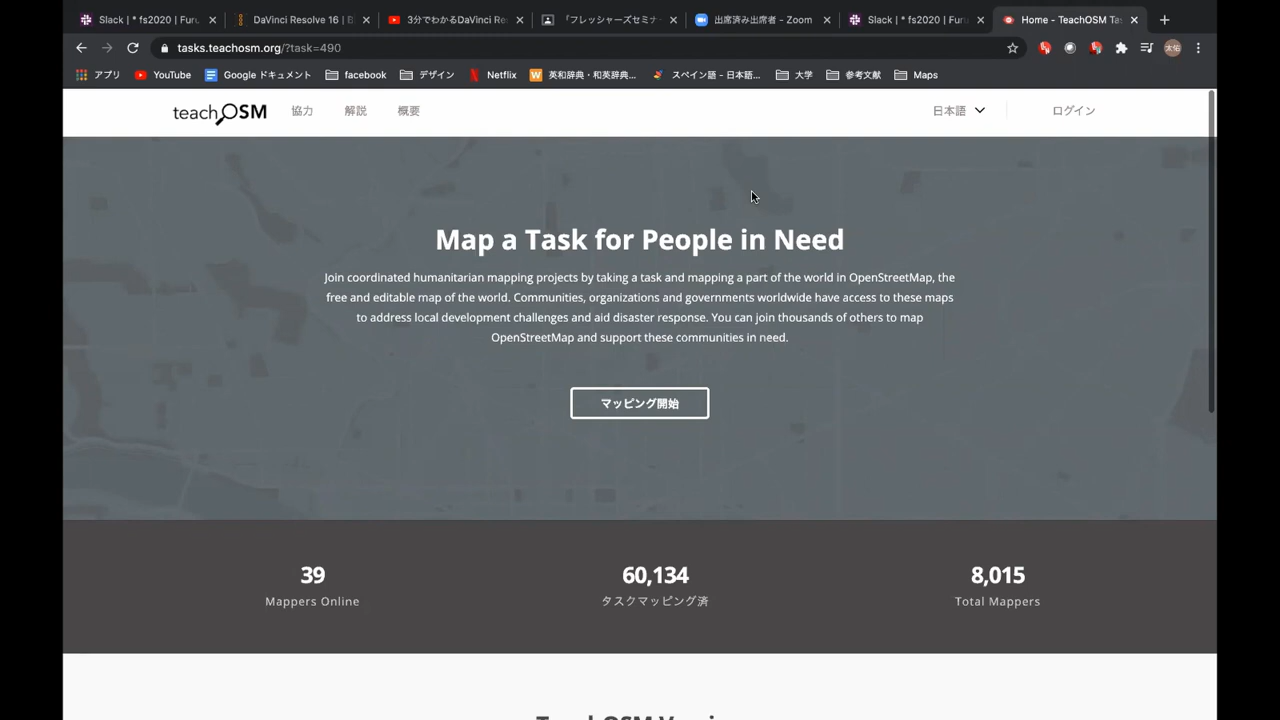 Slack | * fs2020 | Furu
DaVinci Resolve 16 | B
3分でわかるDaVinci Re
「フレッシャーズセミナ
出席済み出席者 - Zoom
Slack | * fs2020 | Furu
Home - TeachOSM Ta
tasks.teachosm.org/?task=490
太佑
アプリ
YouTube
Google ドキュメント
facebook
デザイン
Netflix
W 英和辞典・和英辞典...
スペイン語 - 日本語...
大学
参考文献
Maps
teachOSM
協力
解説
概要
日本語
ログイン
Map a Task for People in Need
Join coordinated humanitarian mapping projects by taking a task and mapping a part of the world in OpenStreetMap, the
free and editable map of the world. Communities, organizations and governments worldwide have access to these maps
to address local development challenges and aid disaster response. You can join thousands of others to map
OpenStreetMap and support these communities in need.
マッピング開始
39
60,134
8,015
Mappers Online
タスクマッピング済
Total Mappers